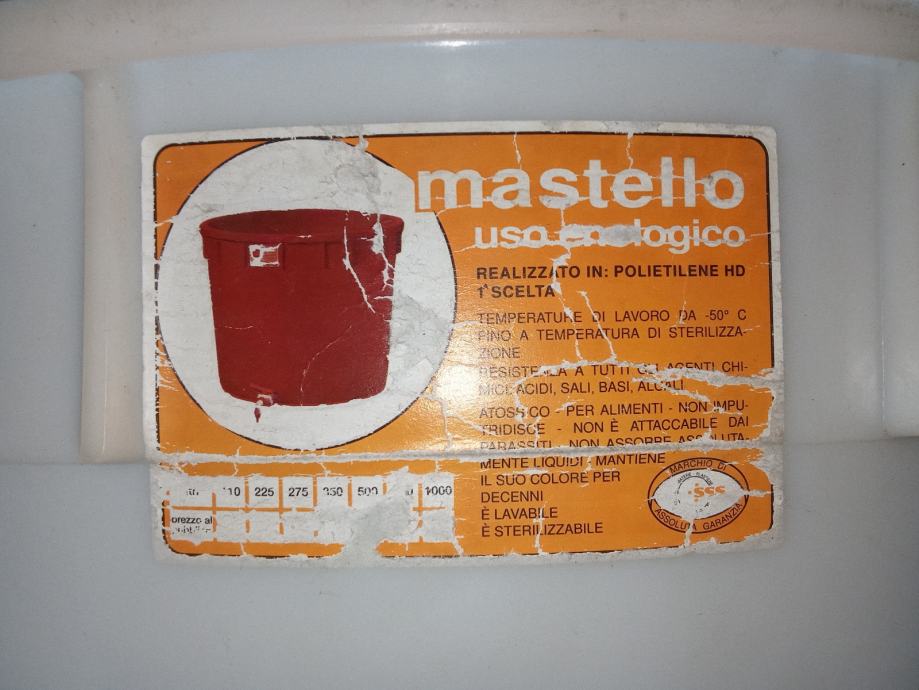 mastello
uso enologico
REALIZZATO IN: POLIETILENE HD
1ª SCELTA
TEMPERATURE DI LAVORO DA -50° C
FINO A TEMPERATURA DI STERILIZZA-
ZIONE
RESISTENZA A TUTTI GLI AGENTI CHI-
MICI: ACIDI, SALI, BASI, ALCALI
ATOSSICO - PER ALIMENTI - NON IMPU-
TRIDISCE - NON È ATTACCABILE DAI
PARASSITI - NON ASSORBE ASSOLUTA-
MENTE LIQUIDI MANTIENE
IL SUO COLORE PER
DECENNI
È LAVABILE
È STERILIZZABILE
225 275 350 500 1000
prezzo al
MARCHIO DI
ASSOLUTA GARANZIA